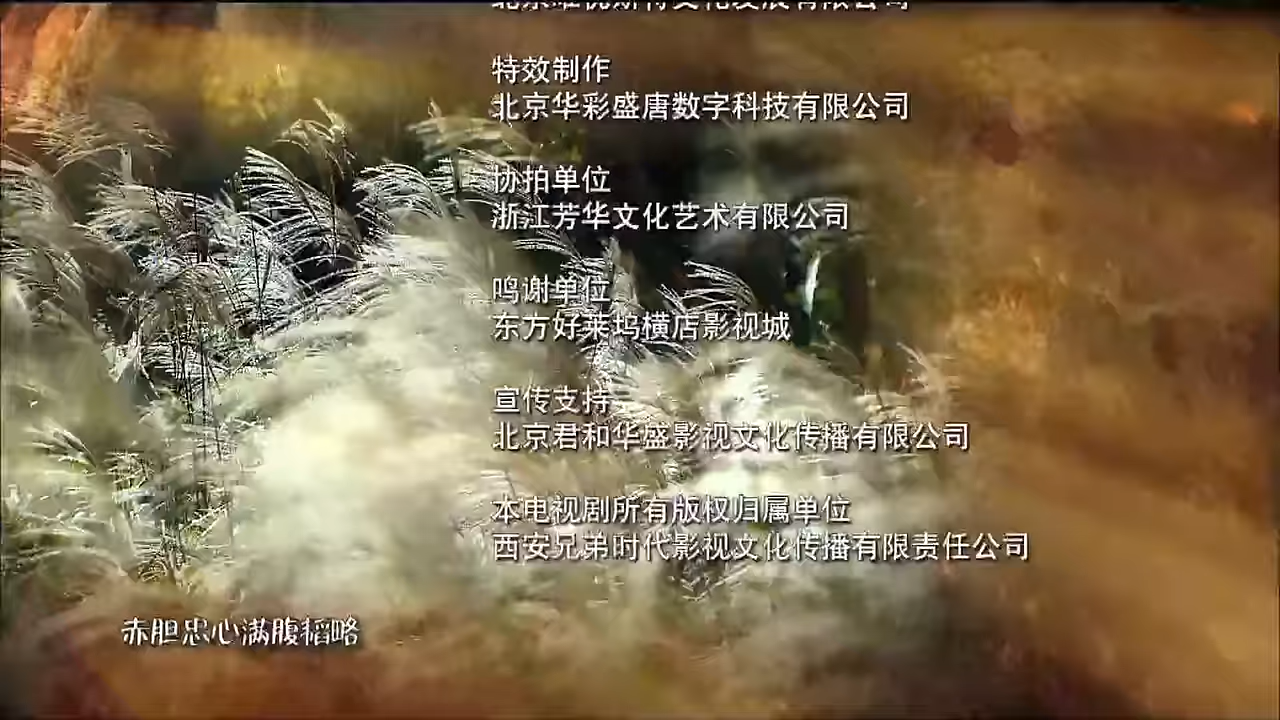 特效制作
北京华彩盛唐数字科技有限公司
协拍单位
浙江芳华文化艺术有限公司
鸣谢单位
东方好莱坞横店影视城
宣传支持
北京君和华盛影视文化传播有限公司
本电视剧所有版权归属单位
西安兄弟时代影视文化传播有限责任公司
赤胆忠心满腹韬略